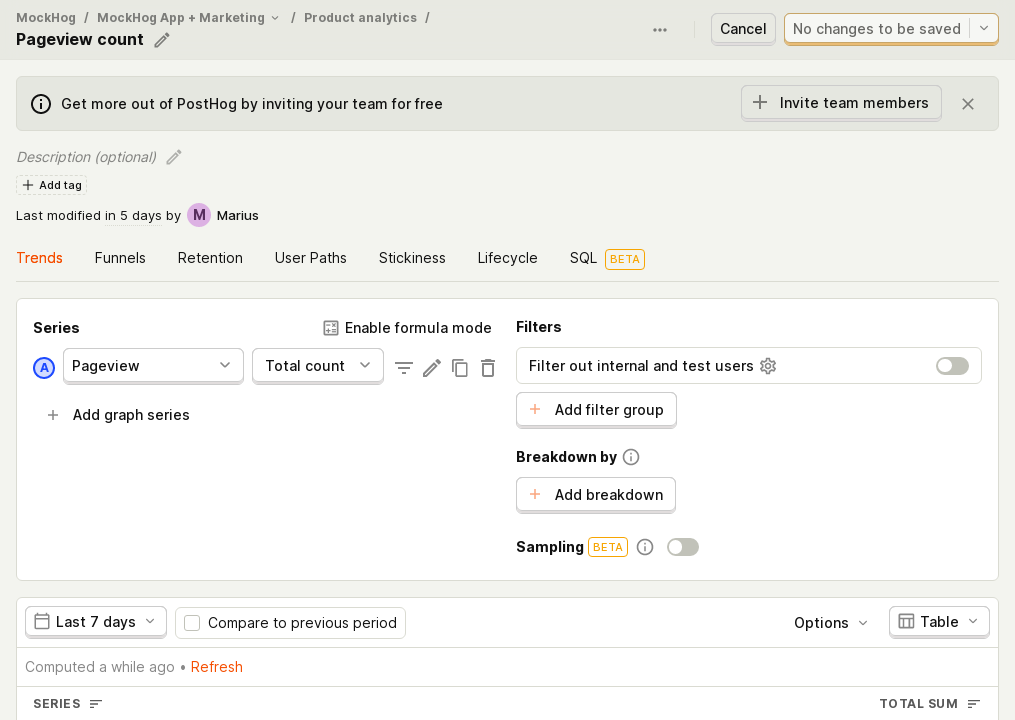 MockHog / MockHog App + Marketing / Product analytics /
Pageview count
Cancel
No changes to be saved
Get more out of PostHog by inviting your team for free
Invite team members
Description (optional)
Add tag
Last modified in 5 days by M Marius
Trends Funnels Retention User Paths Stickiness Lifecycle SQL BETA
Series
Enable formula mode
A Pageview Total count
Add graph series
Filters
Filter out internal and test users
Add filter group
Breakdown by
Add breakdown
Sampling BETA
Last 7 days
Compare to previous period
Options
Table
Computed a while ago • Refresh
SERIES
TOTAL SUM